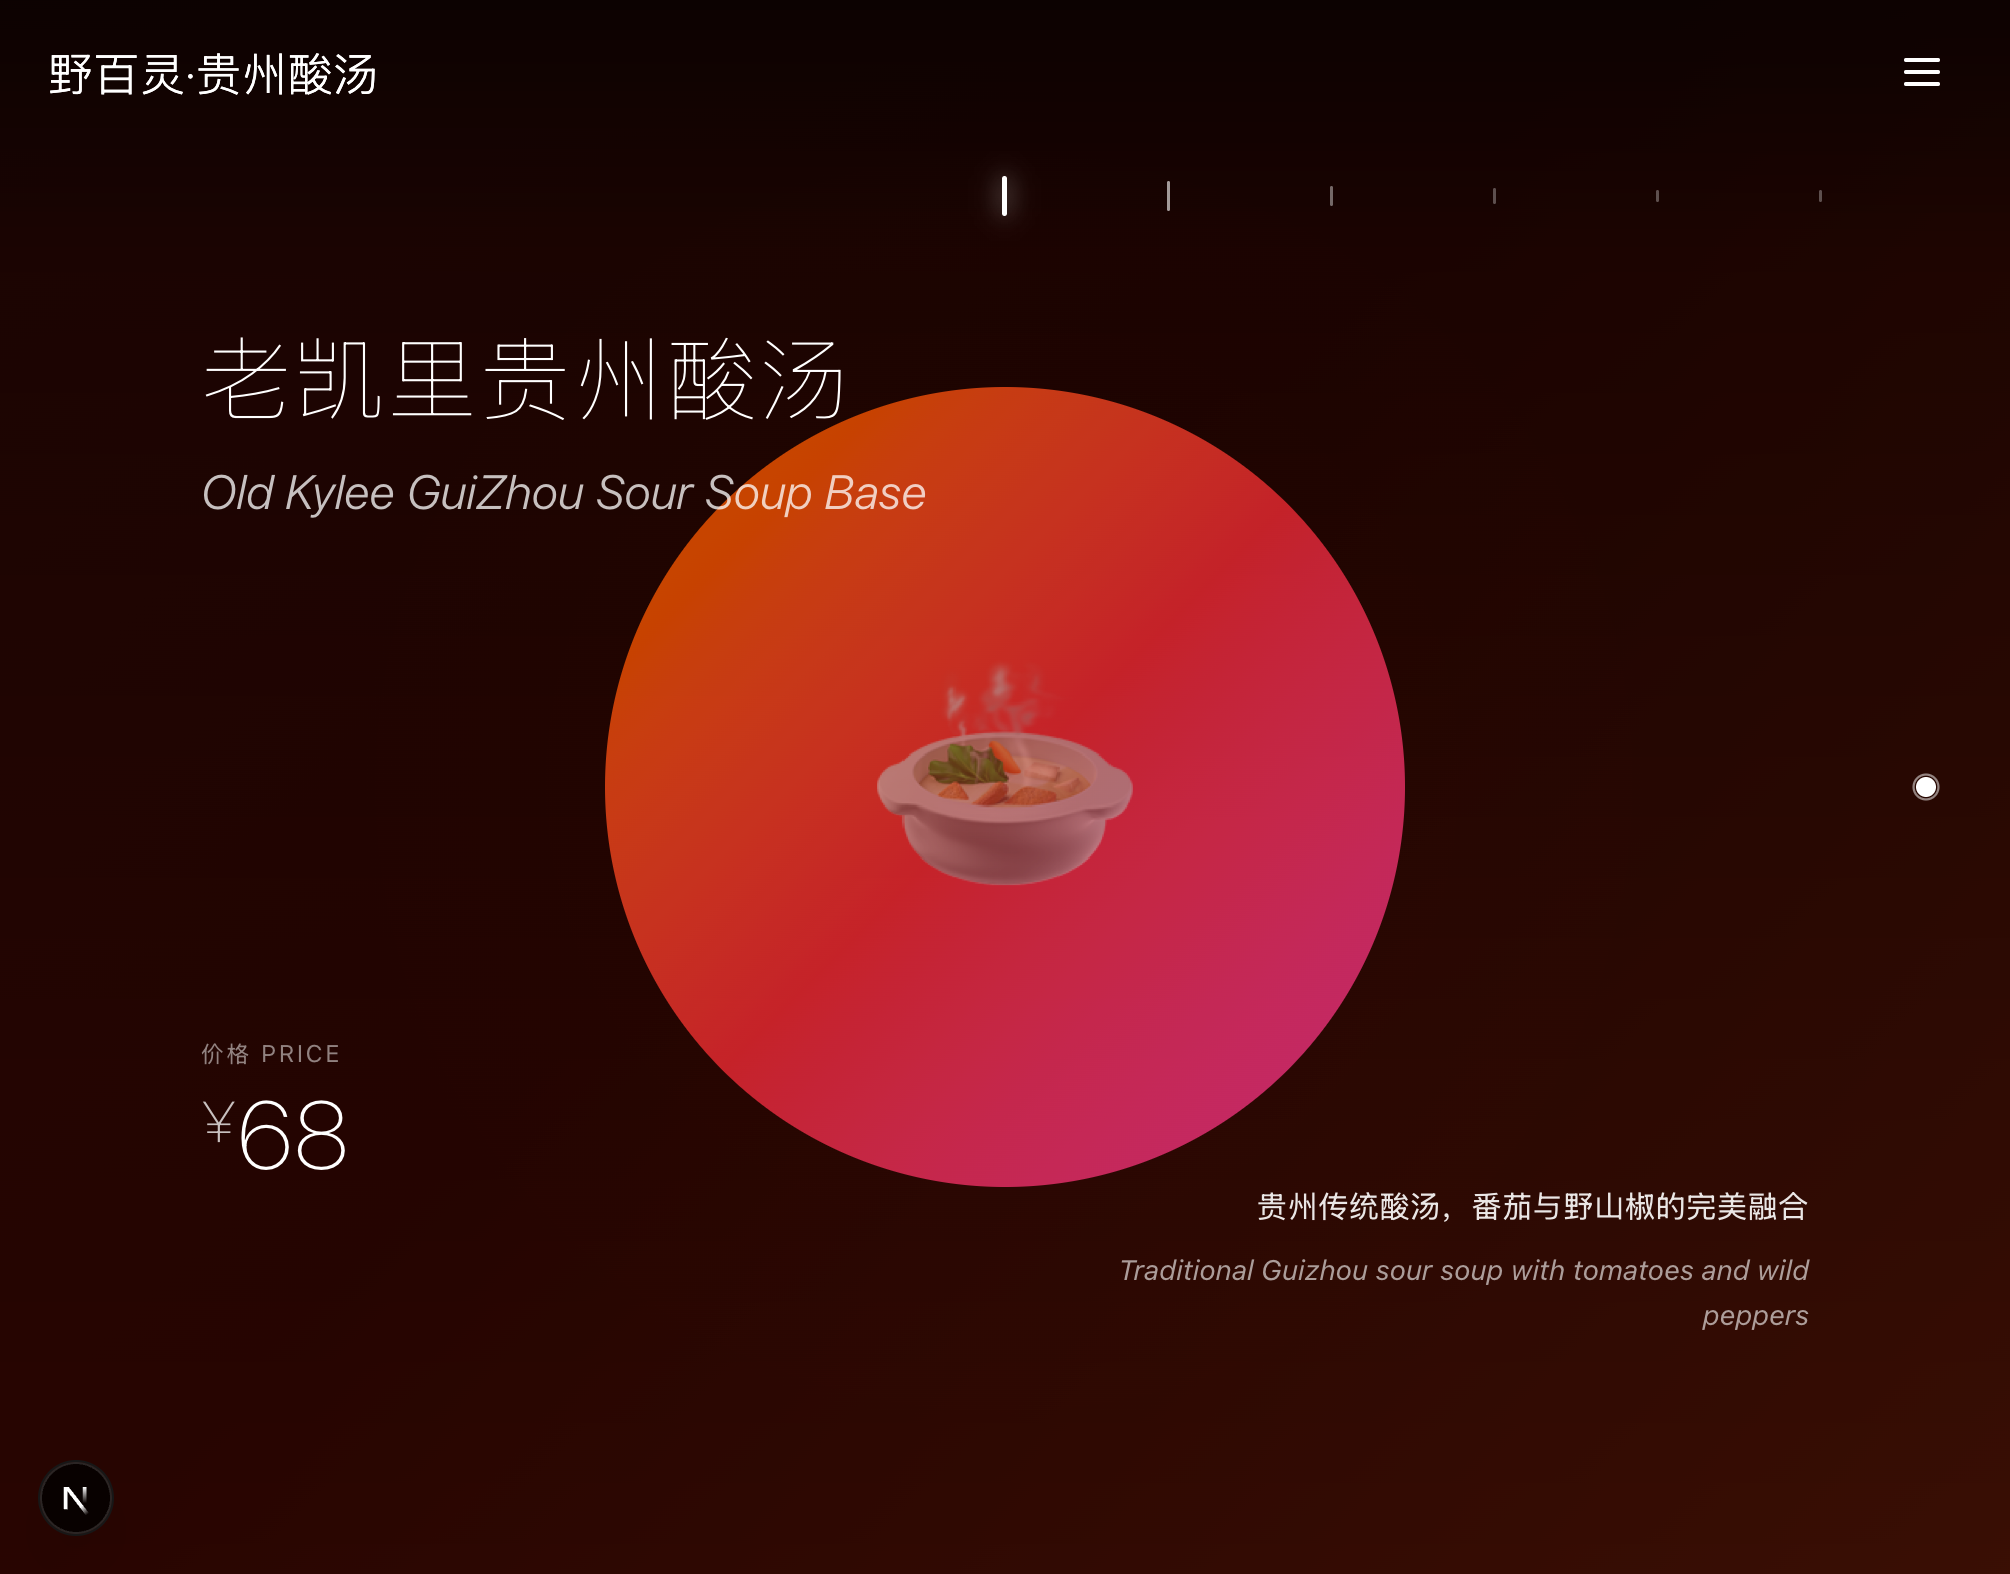 野百灵·贵州酸汤
老凯里贵州酸汤
Old Kylee GuiZhou Sour Soup Base
价格 PRICE
¥68
贵州传统酸汤，番茄与野山椒的完美融合
Traditional Guizhou sour soup with tomatoes and wild
peppers
N